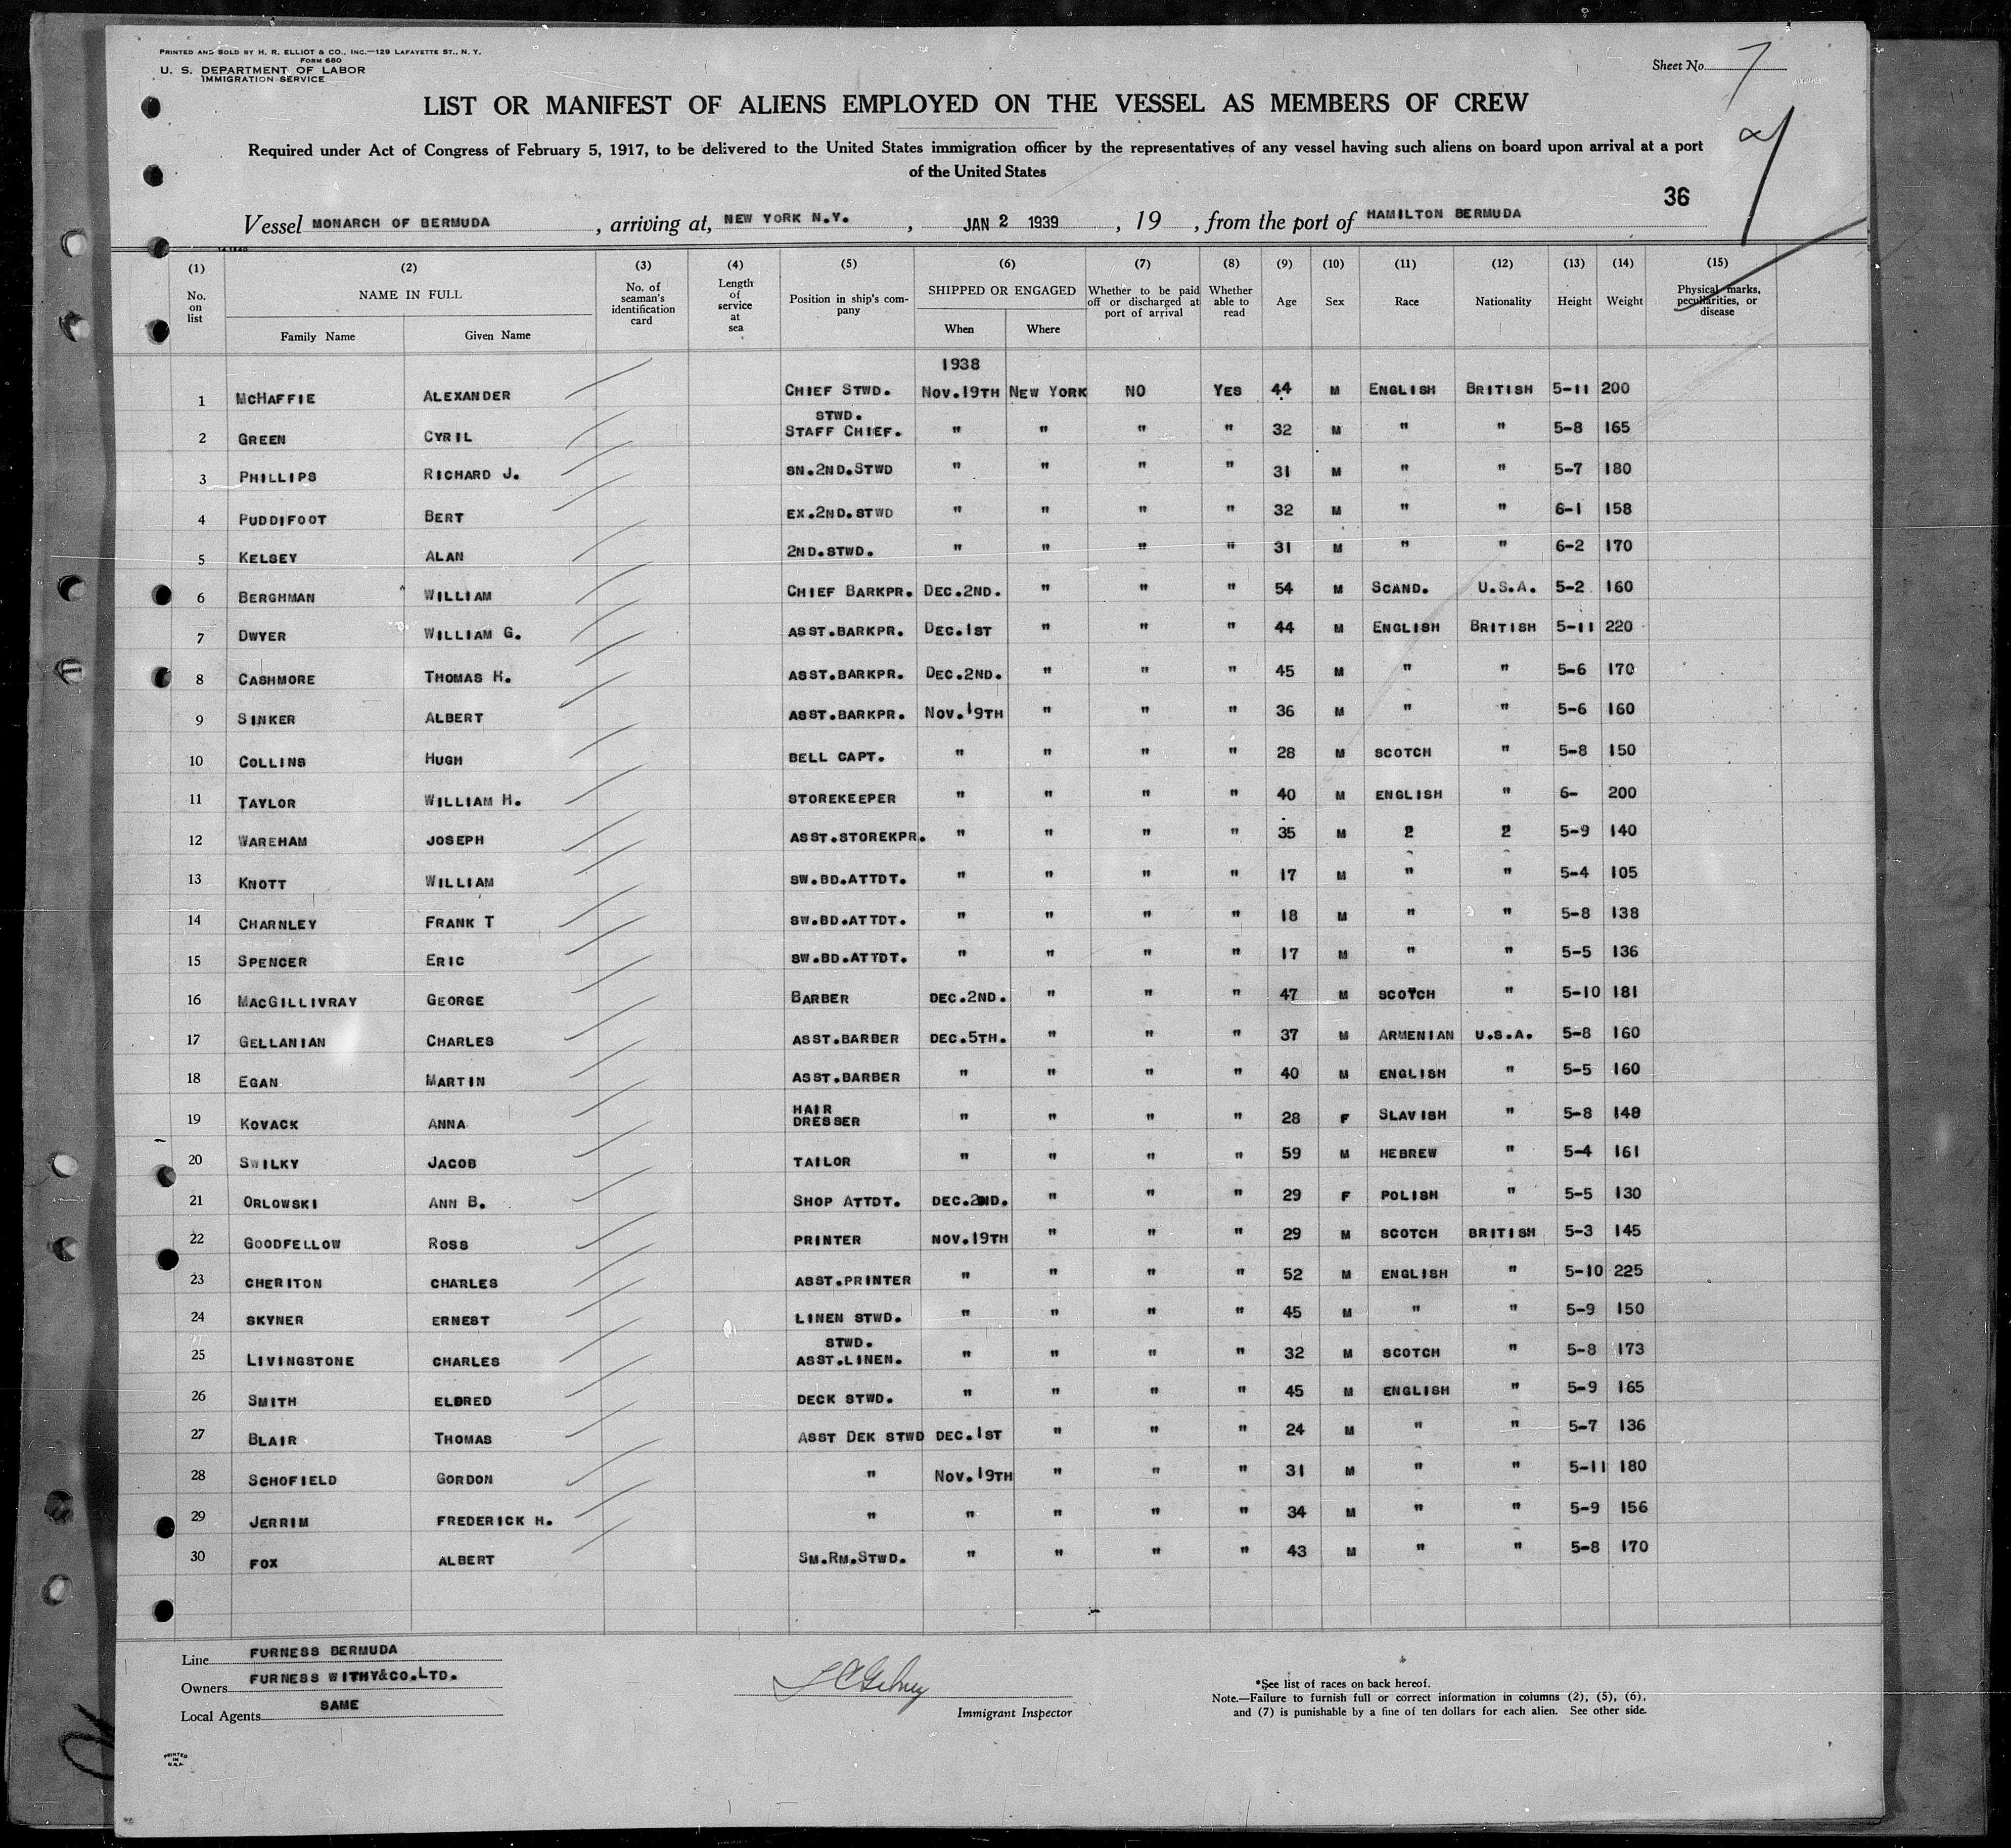 PRINTED AND SOLD BY H. R. ELLIOT & CO., INC.—129 LAFAYETTE ST., N. Y.
FORM 680
U. S. DEPARTMENT OF LABOR
IMMIGRATION SERVICE
Sheet No. 7
LIST OR MANIFEST OF ALIENS EMPLOYED ON THE VESSEL AS MEMBERS OF CREW
Required under Act of Congress of February 5, 1917, to be delivered to the United States immigration officer by the representatives of any vessel having such aliens on board upon arrival at a port
of the United States
36
Vessel MONARCH OF BERMUDA, arriving at, NEW YORK N.Y., JAN 2 1939, 19 , from the port of HAMILTON BERMUDA
(1) (2) (3) (4) (5) (6) (7) (8) (9) (10) (11) (12) (13) (14) (15)
No. on list NAME IN FULL Family Name Given Name No. of seaman's identification card Length of service at sea Position in ship's company SHIPPED OR ENGAGED When Where Whether to be paid off or discharged at port of arrival Whether able to read Age Sex Race Nationality Height Weight Physical marks, peculiarities, or disease
1938
1 MCHAFFIE ALEXANDER CHIEF STWD. NOV.19TH NEW YORK NO YES 44 M ENGLISH BRITISH 5-11 200
2 GREEN CYRIL STWD. STAFF CHIEF. " " " " 32 M " " 5-8 165
3 PHILLIPS RICHARD J. SN.2ND.STWD " " " " 31 M " " 5-7 180
4 PUDDIFOOT BERT EX.2ND.STWD " " " " 32 M " " 6-1 158
5 KELSEY ALAN 2ND.STWD. " " " " 31 M " " 6-2 170
6 BERGHMAN WILLIAM CHIEF BARKPR. DEC.2ND. " " " 54 M SCAND. U.S.A. 5-2 160
7 DWYER WILLIAM G. ASST.BARKPR. DEC.1ST " " " 44 M ENGLISH BRITISH 5-11 220
8 CASHMORE THOMAS H. ASST.BARKPR. DEC.2ND. " " " 45 M " " 5-6 170
9 SINKER ALBERT ASST.BARKPR. NOV.19TH " " " 36 M " " 5-6 160
10 COLLINS HUGH BELL CAPT. " " " " 28 M SCOTCH " 5-8 150
11 TAYLOR WILLIAM H. STOREKEEPER " " " " 40 M ENGLISH " 6- 200
12 WAREHAM JOSEPH ASST.STOREKPR. " " " " 35 M 2 2 5-9 140
13 KNOTT WILLIAM SW.BD.ATTDT. " " " " 17 M " " 5-4 105
14 CHARNLEY FRANK T SW.BD.ATTDT. " " " " 18 M " " 5-8 138
15 SPENCER ERIC SW.BD.ATTDT. " " " " 17 M " " 5-5 136
16 MACGILLIVRAY GEORGE BARBER DEC.2ND. " " " 47 M SCOTCH " 5-10 181
17 GELLANIAN CHARLES ASST.BARBER DEC.5TH. " " " 37 M ARMENIAN U.S.A. 5-8 160
18 EGAN MARTIN ASST.BARBER " " " " 40 M ENGLISH " 5-5 160
19 KOVACK ANNA HAIR DRESSER " " " " 28 F SLAVISH " 5-8 148
20 SWILKY JACOB TAILOR " " " " 59 M HEBREW " 5-4 161
21 ORLOWSKI ANN B. SHOP ATTDT. DEC.2ND. " " " 29 F POLISH " 5-5 130
22 GOODFELLOW ROSS PRINTER NOV.19TH " " " 29 M SCOTCH BRITISH 5-3 145
23 CHERITON CHARLES ASST.PRINTER " " " " 52 M ENGLISH " 5-10 225
24 SKYNER ERNEST LINEN STWD. " " " " 45 M " " 5-9 150
25 LIVINGSTONE CHARLES STWD. ASST.LINEN. " " " " 32 M SCOTCH " 5-8 173
26 SMITH ELDRED DECK STWD. " " " " 45 M ENGLISH " 5-9 165
27 BLAIR THOMAS ASST DEK STWD DEC.1ST " " " 24 M " " 5-7 136
28 SCHOFIELD GORDON " NOV.19TH " " " 31 M " " 5-11 180
29 JERRIM FREDERICK H. " " " " " 34 M " " 5-9 156
30 FOX ALBERT SM.RM.STWD. " " " " 43 M " " 5-8 170
Line FURNESS BERMUDA
Owners FURNESS WITHY&CO.LTD.
Local Agents SAME
Immigrant Inspector
*See list of races on back hereof.
Note.—Failure to furnish full or correct information in columns (2), (5), (6),
and (7) is punishable by a fine of ten dollars for each alien. See other side.
PRINTED
IN
U.S.A.